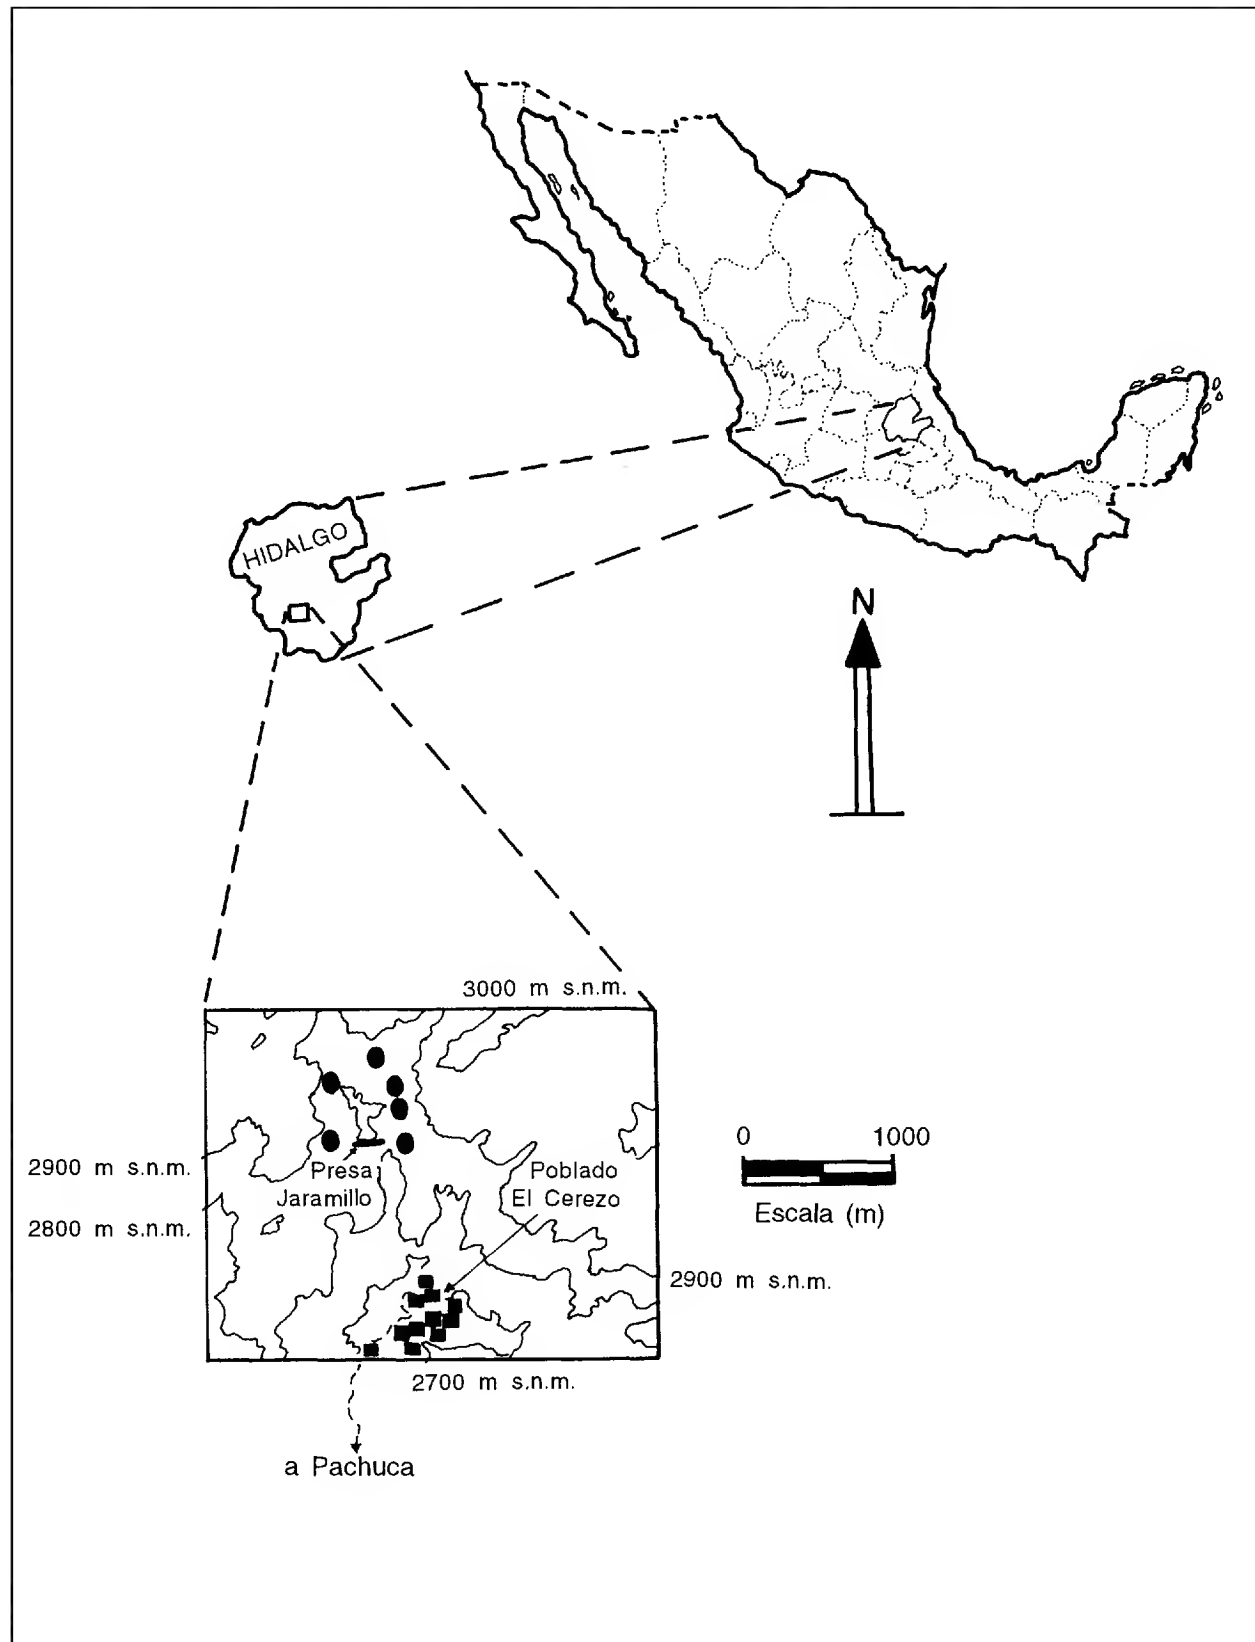 HIDALGO
N
3000 m s.n.m.
2900 m s.n.m.
2800 m s.n.m.
Presa
Jaramillo
Poblado
El Cerezo
0 1000
Escala (m)
2900 m s.n.m.
2700 m s.n.m.
a Pachuca